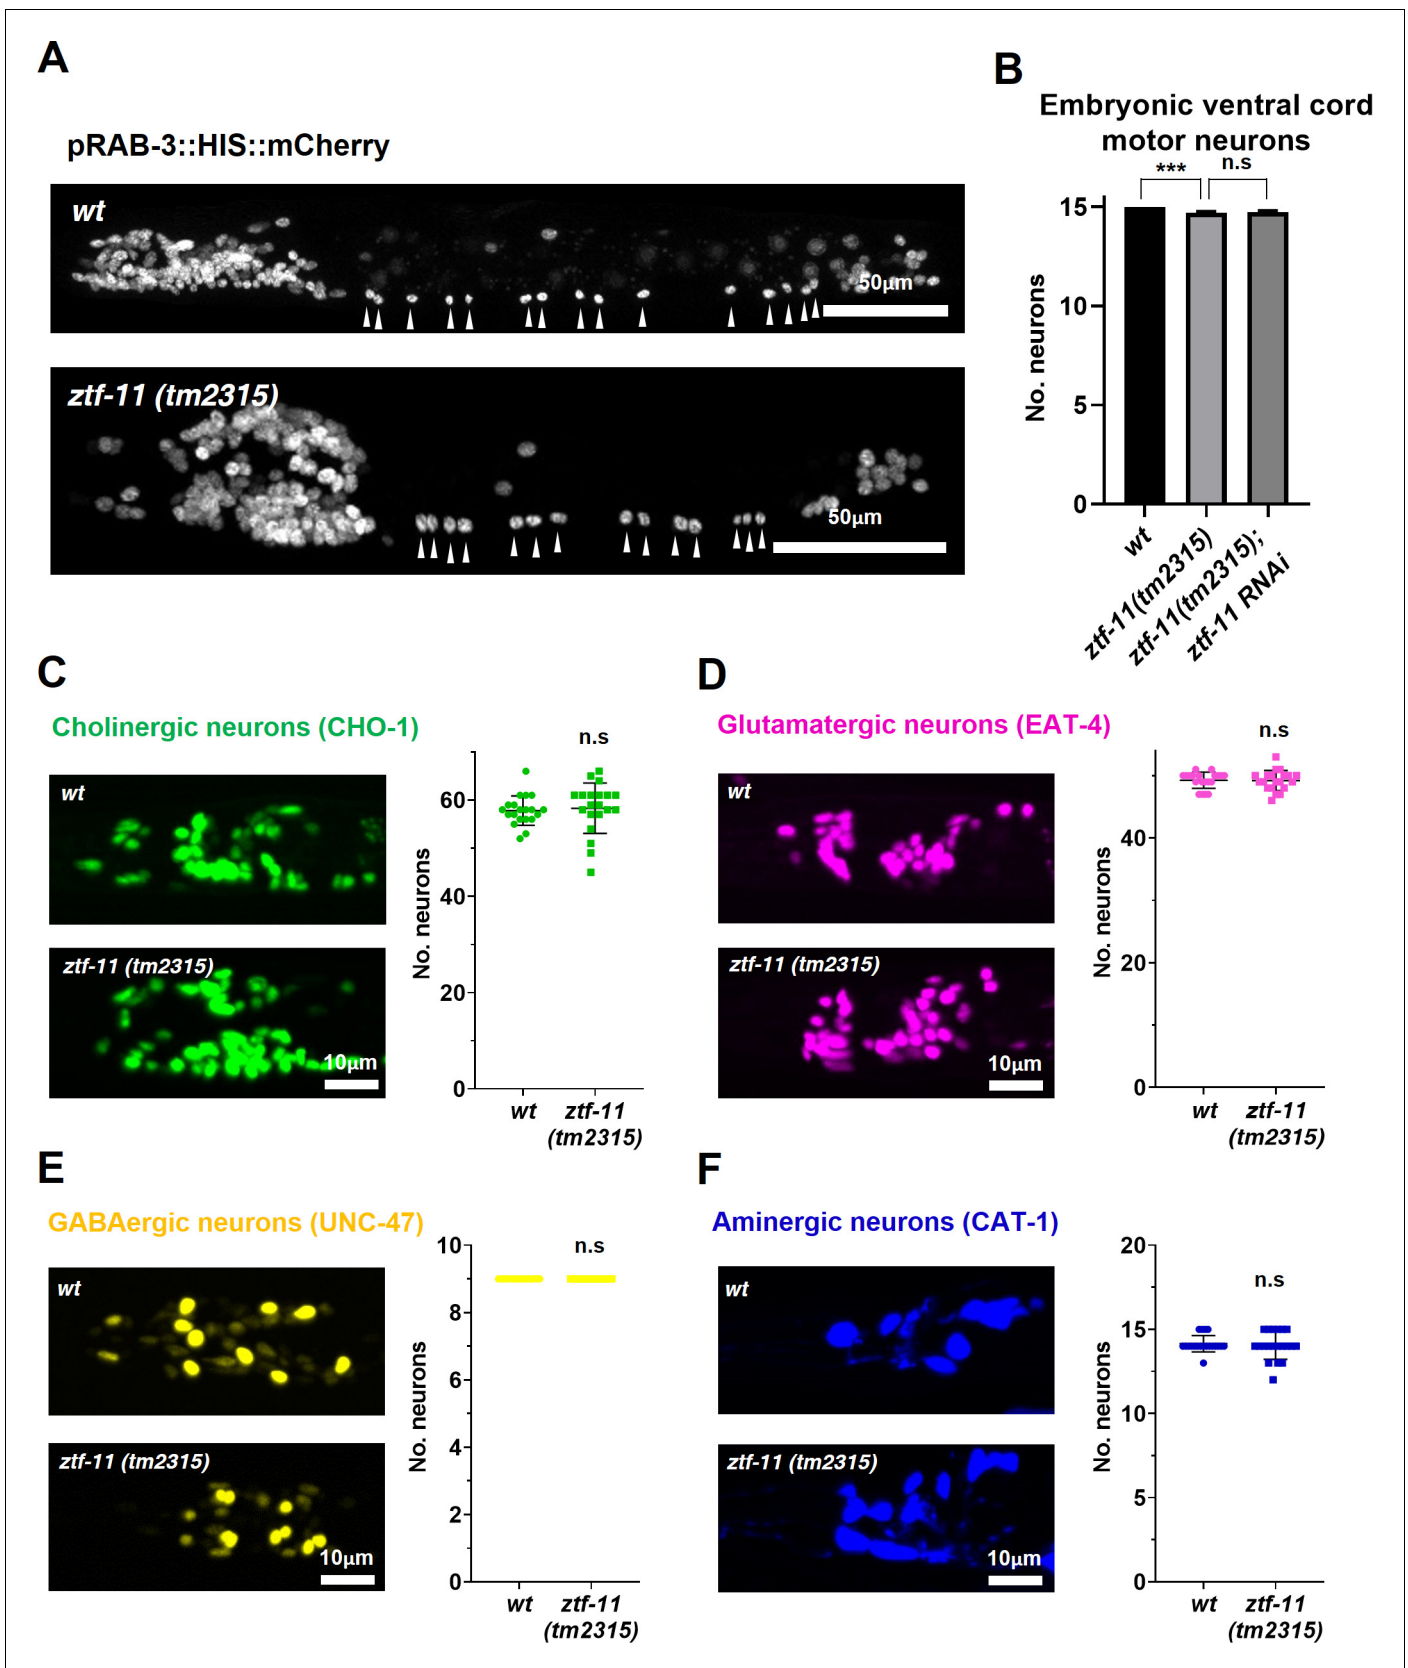 A
pRAB-3::HIS::mCherry
wt
50µm
ztf-11 (tm2315)
50µm
B
Embryonic ventral cord
motor neurons
***
n.s
15
10
5
0
No. neurons
wt
ztf-11(tm2315)
ztf-11(tm2315);
ztf-11 RNAi
C
Cholinergic neurons (CHO-1)
wt
ztf-11 (tm2315)
10µm
n.s
60
40
20
0
No. neurons
wt
ztf-11
(tm2315)
D
Glutamatergic neurons (EAT-4)
wt
ztf-11 (tm2315)
10µm
n.s
40
20
0
No. neurons
wt
ztf-11
(tm2315)
E
GABAergic neurons (UNC-47)
wt
ztf-11 (tm2315)
10µm
n.s
10
8
6
4
2
0
No. neurons
wt
ztf-11
(tm2315)
F
Aminergic neurons (CAT-1)
wt
ztf-11 (tm2315)
10µm
n.s
20
15
10
5
0
No. neurons
wt
ztf-11
(tm2315)